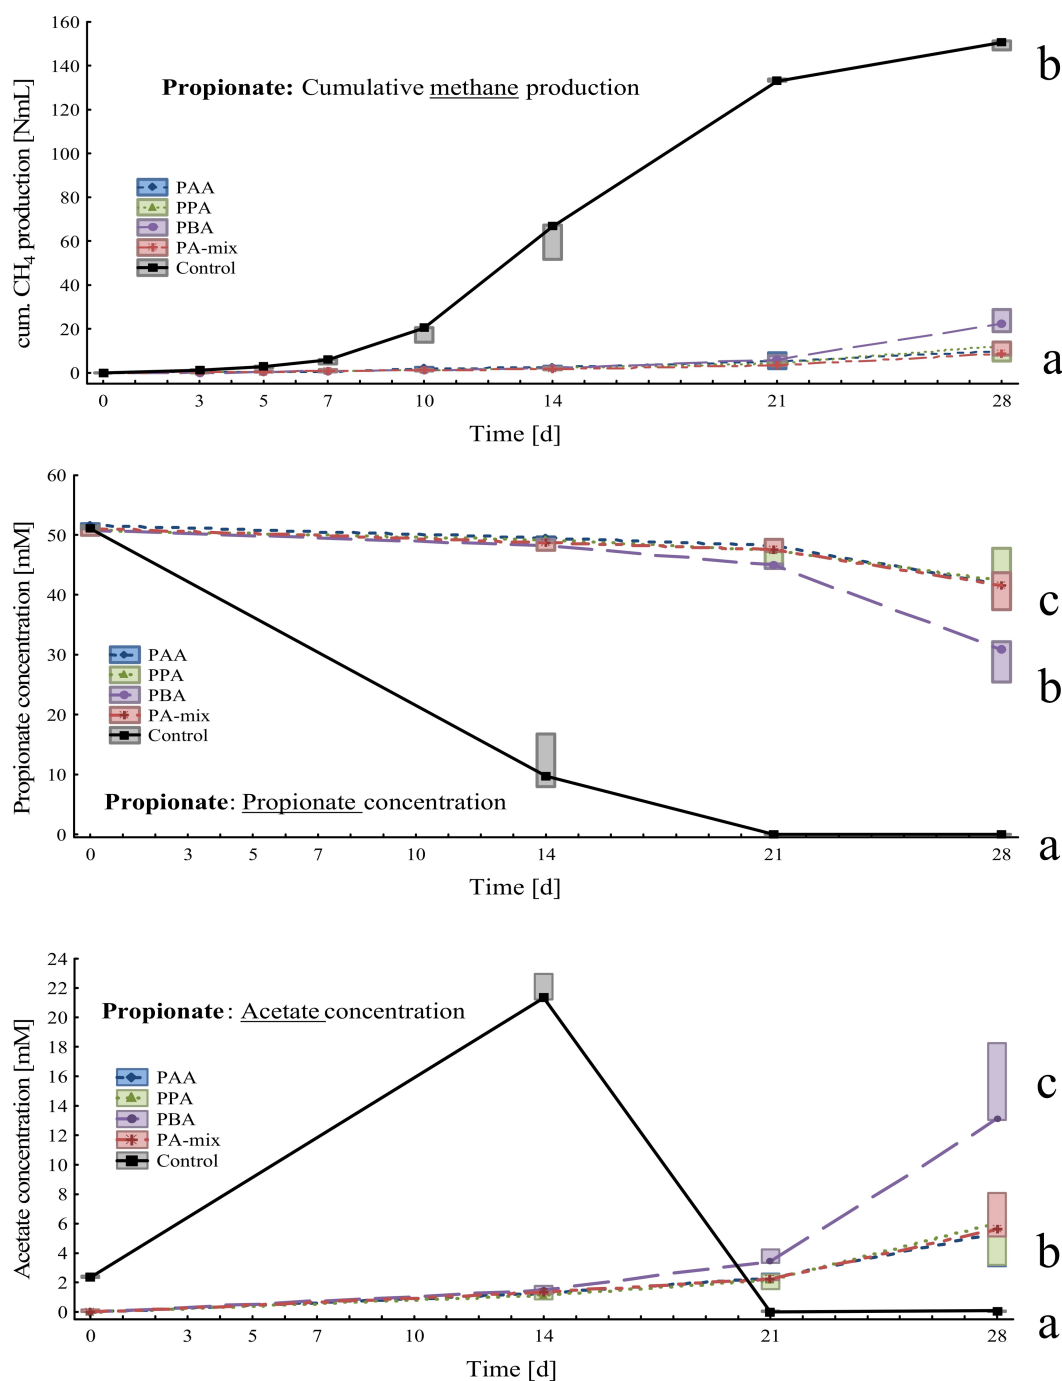 160
140
120
100
80
60
40
20
0
cum. CH4 production [NmL]
Propionate: Cumulative methane production
PAA
PPA
PBA
PA-mix
Control
b
a
0 3 5 7 10 14 21 28
Time [d]
60
50
40
30
20
10
0
Propionate concentration [mM]
PAA
PPA
PBA
PA-mix
Control
Propionate: Propionate concentration
c
b
a
0 3 5 7 10 14 21 28
Time [d]
24
22
20
18
16
14
12
10
8
6
4
2
0
Acetate concentration [mM]
Propionate: Acetate concentration
PAA
PPA
PBA
PA-mix
Control
c
b
a
0 3 5 7 10 14 21 28
Time [d]